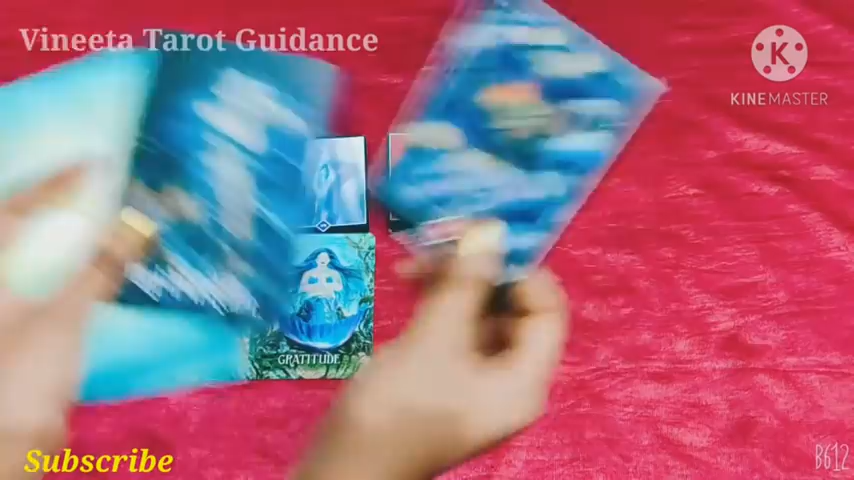 Vineeta Tarot Guidance
KINEMASTER
GRATITUDE
Subscribe
B612